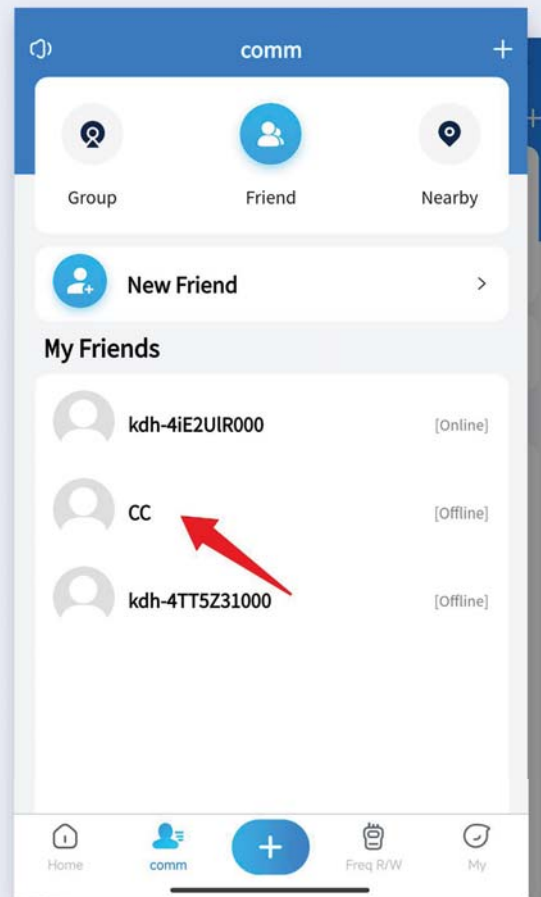 comm
Group Friend Nearby
New Friend
My Friends
kdh-4iE2UlR000 [Online]
CC [Offline]
kdh-4TT5Z31000 [Offline]
Home comm Freq R/W My